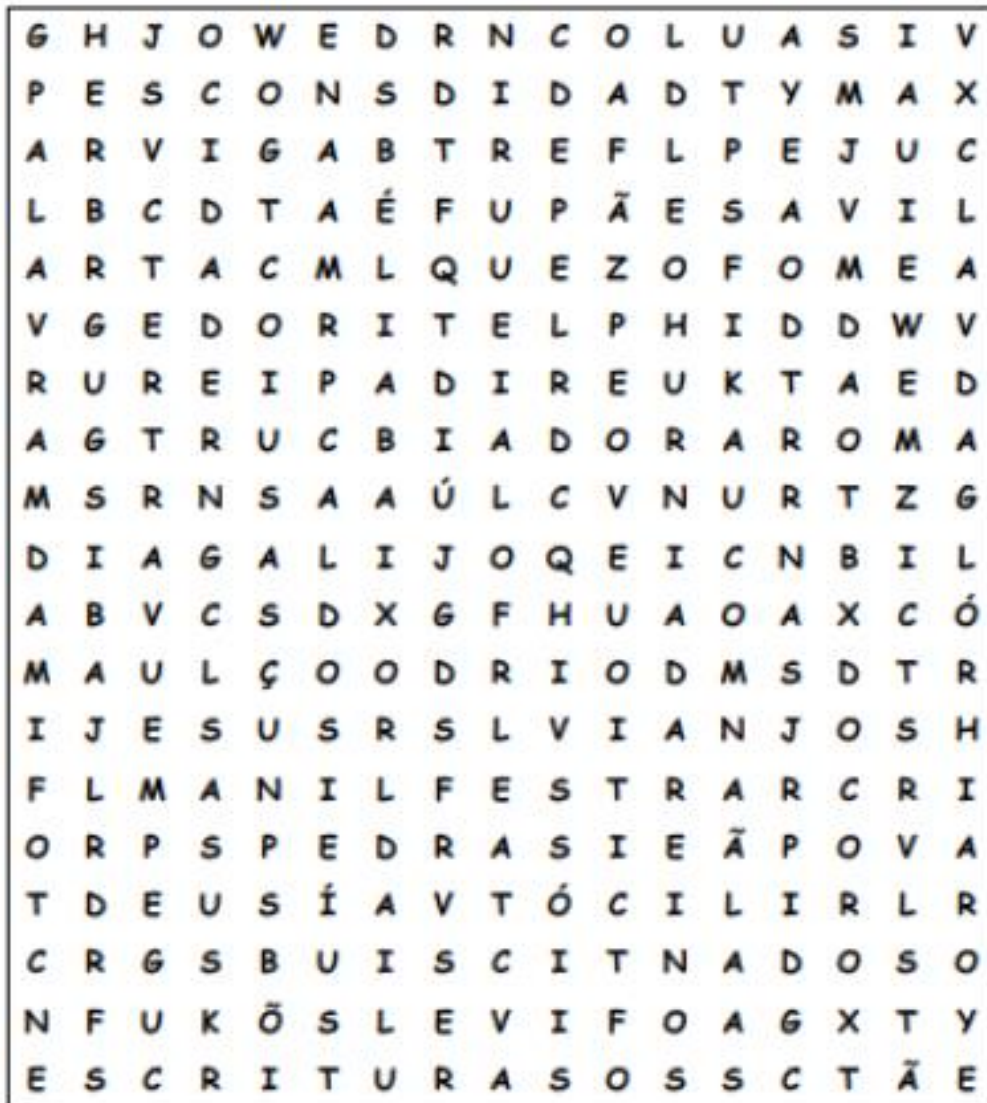 G H J O W E D R N C O L U A S I V
P E S C O N S D I D A D T Y M A X
A R V I G A B T R E F L P E J U C
L B C D T A É F U P Ã E S A V I L
A R T A C M L Q U E Z O F O M E A
V G E D O R I T E L P H I D D W V
R U R E I P A D I R E U K T A E D
A G T R U C B I A D O R A R O M A
M S R N S A A Ú L C V N U R T Z G
D I A G A L I J O Q E I C N B I L
A B V C S D X G F H U A O A X C Ó
M A U L Ç O O D R I O D M S D T R
I J E S U S R S L V I A N J O S H
F L M A N I L F E S T R A R C R I
O R P S P E D R A S I E Ã P O V A
T D E U S Í A V T Ó C I L I R L R
C R G S B U I S C I T N A D O S O
N F U K Õ S L E V I F O A G X T Y
E S C R I T U R A S O S S C T Ã E